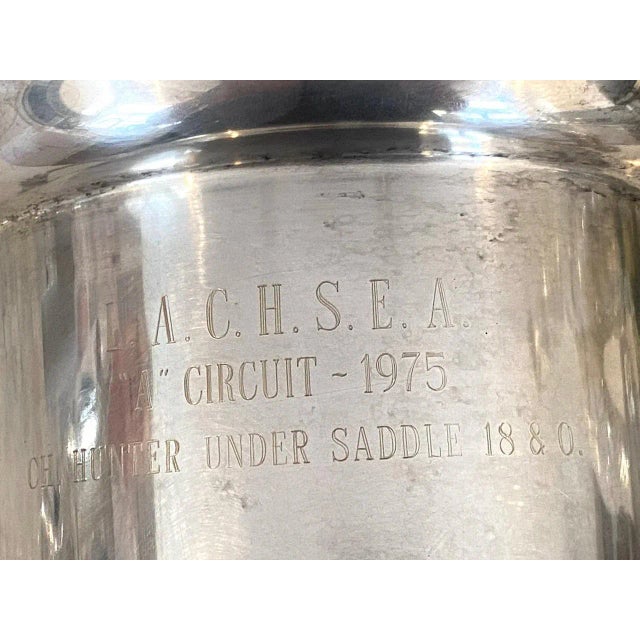 L.A.C.H.S.E.A.
"A" CIRCUIT ~ 1975
CH. HUNTER UNDER SADDLE 18 & O.